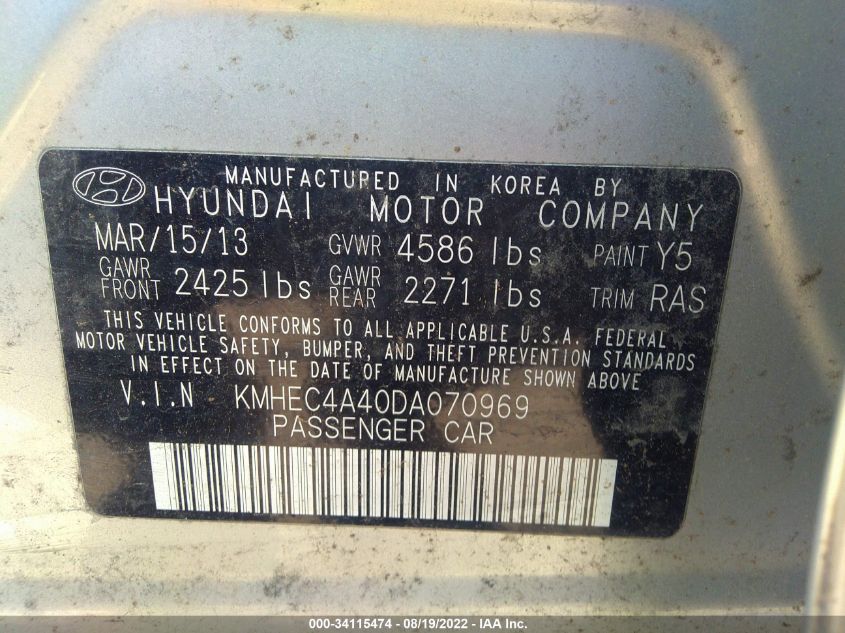 MANUFACTURED IN KOREA BY
HYUNDAI MOTOR COMPANY
MAR/15/13 GVWR 4586 lbs PAINT Y5
GAWR FRONT 2425 lbs GAWR REAR 2271 lbs TRIM RAS
THIS VEHICLE CONFORMS TO ALL APPLICABLE U.S.A. FEDERAL
MOTOR VEHICLE SAFETY, BUMPER, AND THEFT PREVENTION STANDARDS
IN EFFECT ON THE DATE OF MANUFACTURE SHOWN ABOVE
V.I.N KMHEC4A40DA070969
PASSENGER CAR
000-34115474 - 08/19/2022 - IAA Inc.